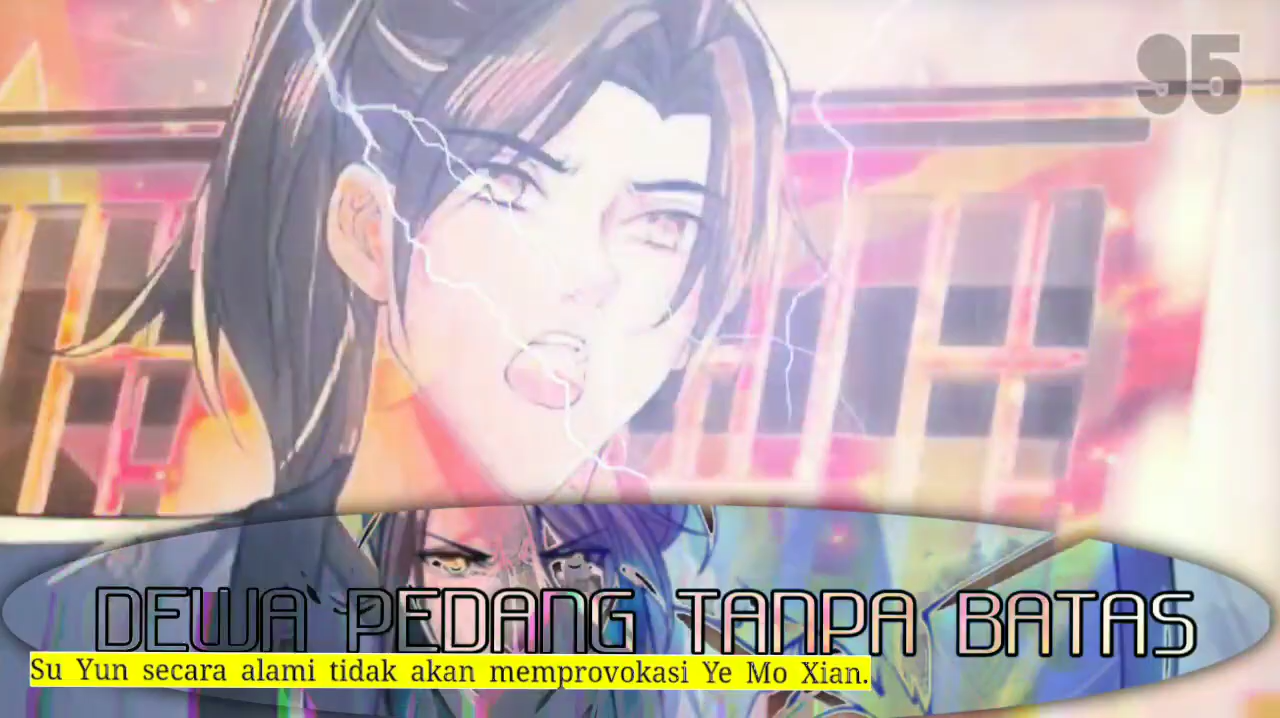 95
DEWA PEDANG TANPA BATAS
Su Yun secara alami tidak akan memprovokasi Ye Mo Xian.